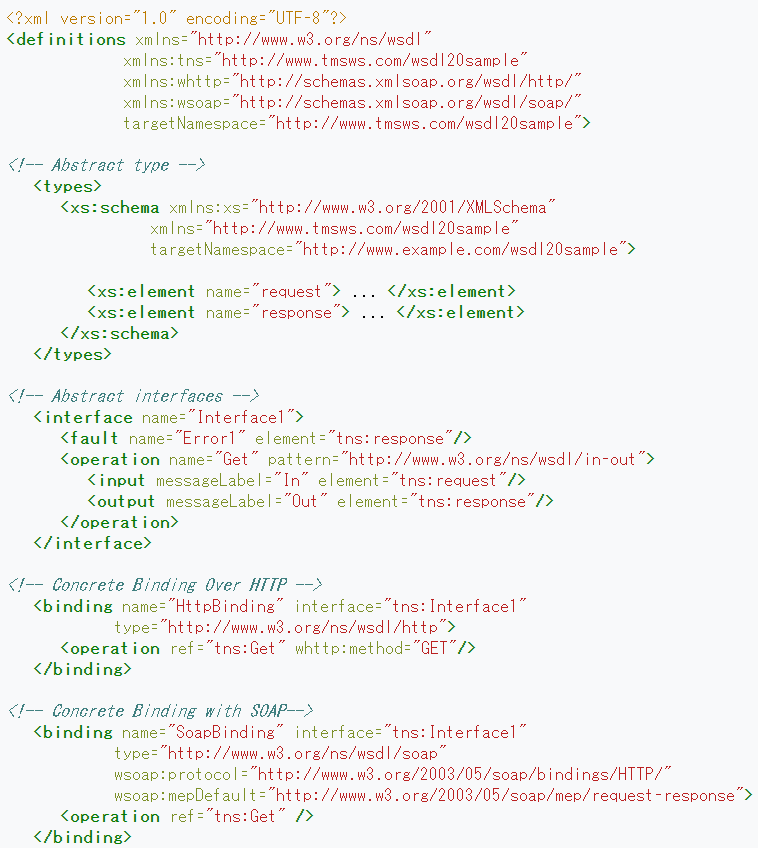 <?xml version="1.0" encoding="UTF-8"?>
<definitions xmlns="http://www.w3.org/ns/wsdl"
             xmlns:tns="http://www.tmsws.com/wsdl20sample"
             xmlns:whttp="http://schemas.xmlsoap.org/wsdl/http/"
             xmlns:wsoap="http://schemas.xmlsoap.org/wsdl/soap/"
             targetNamespace="http://www.tmsws.com/wsdl20sample">

<!-- Abstract type -->
   <types>
      <xs:schema xmlns:xs="http://www.w3.org/2001/XMLSchema"
                xmlns="http://www.tmsws.com/wsdl20sample"
                targetNamespace="http://www.example.com/wsdl20sample">

         <xs:element name="request"> ... </xs:element>
         <xs:element name="response"> ... </xs:element>
      </xs:schema>
   </types>

<!-- Abstract interfaces -->
   <interface name="Interface1">
      <fault name="Error1" element="tns:response"/>
      <operation name="Get" pattern="http://www.w3.org/ns/wsdl/in-out">
         <input messageLabel="In" element="tns:request"/>
         <output messageLabel="Out" element="tns:response"/>
      </operation>
   </interface>

<!-- Concrete Binding Over HTTP -->
   <binding name="HttpBinding" interface="tns:Interface1"
            type="http://www.w3.org/ns/wsdl/http">
      <operation ref="tns:Get" whttp:method="GET"/>
   </binding>

<!-- Concrete Binding with SOAP-->
   <binding name="SoapBinding" interface="tns:Interface1"
            type="http://www.w3.org/ns/wsdl/soap"
            wsoap:protocol="http://www.w3.org/2003/05/soap/bindings/HTTP/"
            wsoap:mepDefault="http://www.w3.org/2003/05/soap/mep/request-response">
      <operation ref="tns:Get" />
   </binding>